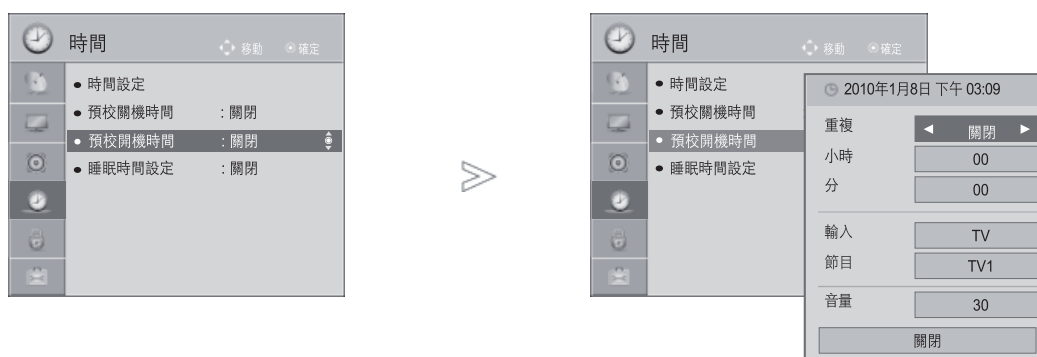 時間 移動 確定
時間設定
預校關機時間 : 關閉
預校開機時間 : 關閉
睡眠時間設定 : 關閉
時間 移動 確定
時間設定
預校關機時間
預校開機時間
睡眠時間設定
2010年1月8日 下午 03:09
重複 關閉
小時 00
分 00
輸入 TV
節目 TV1
音量 30
關閉